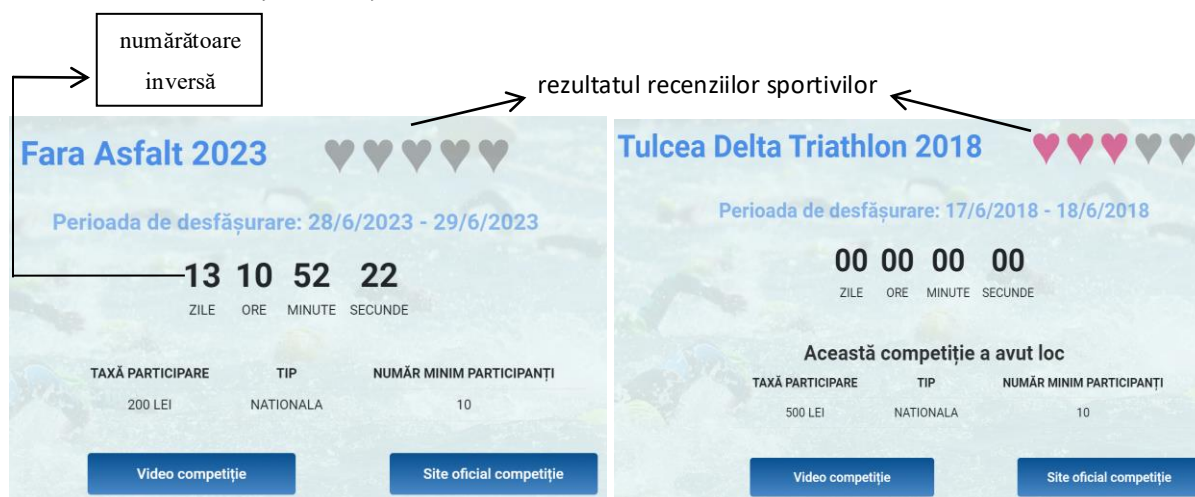 numărătoare
inversă
rezultatul recenziilor sportivilor
Fara Asfalt 2023
Perioada de desfășurare: 28/6/2023 - 29/6/2023
13 10 52 22
ZILE ORE MINUTE SECUNDE
TAXĂ PARTICIPARE TIP NUMĂR MINIM PARTICIPANȚI
200 LEI NATIONALA 10
Video competiție Site oficial competiție
Tulcea Delta Triathlon 2018
Perioada de desfășurare: 17/6/2018 - 18/6/2018
00 00 00 00
ZILE ORE MINUTE SECUNDE
Această competiție a avut loc
TAXĂ PARTICIPARE TIP NUMĂR MINIM PARTICIPANȚI
500 LEI NATIONALA 10
Video competiție Site oficial competiție